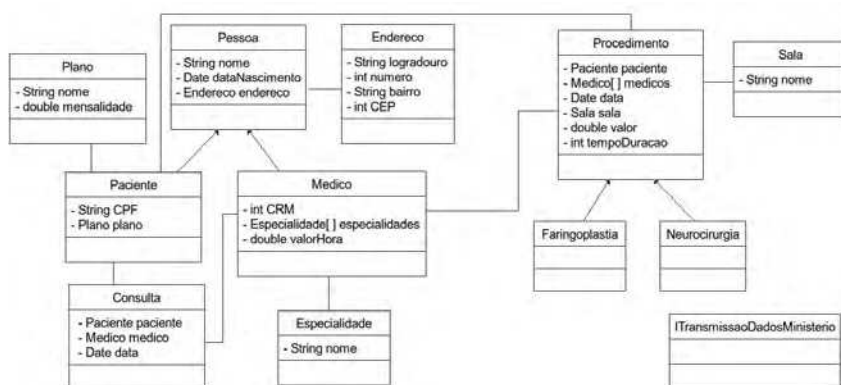 Plano
- String nome
- double mensalidade
Pessoa
- String nome
- Date dataNascimento
- Endereco endereco
Endereco
- String logradouro
- int numero
- String bairro
- int CEP
Procedimento
- Paciente paciente
- Medico[ ] medicos
- Date data
- Sala sala
- double valor
- int tempoDuracao
Sala
- String nome
Paciente
- String CPF
- Plano plano
Medico
- int CRM
- Especialidade[ ] especialidades
- double valorHora
Faringoplastia
Neurocirurgia
Consulta
- Paciente paciente
- Medico medico
- Date data
Especialidade
- String nome
ITransmissaoDadosMinisterio